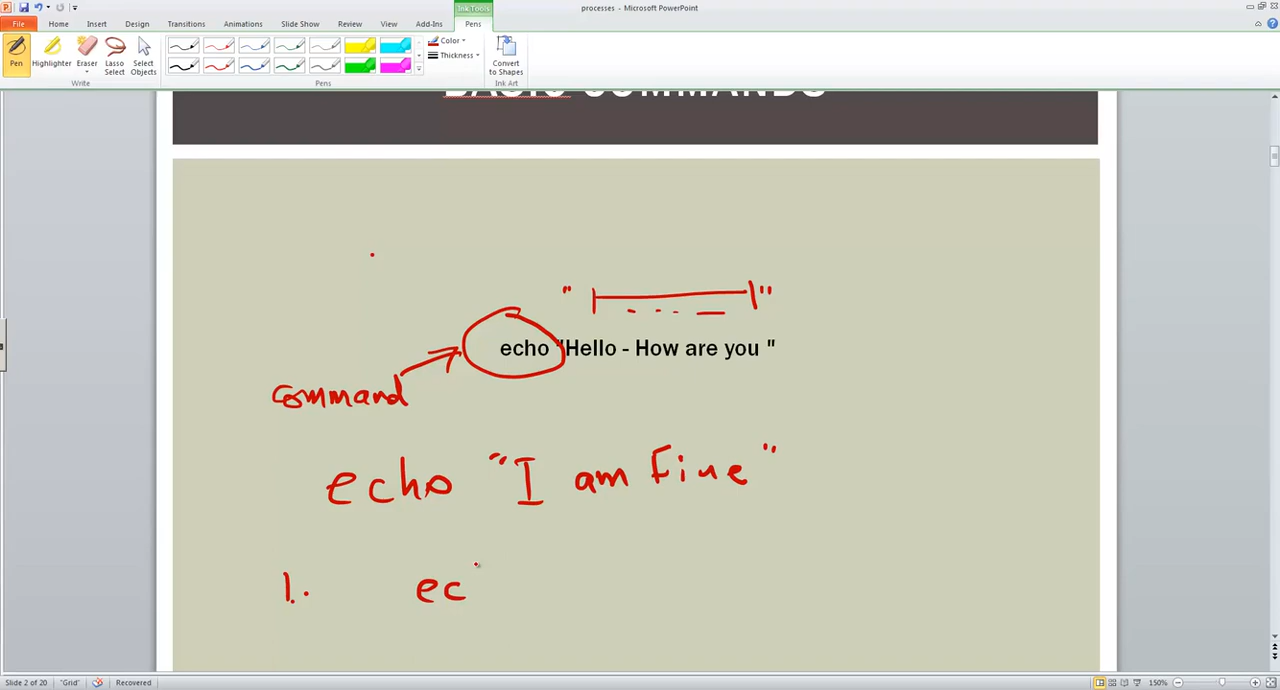 processes - Microsoft PowerPoint
Ink Tools
File Home Insert Design Transitions Animations Slide Show Review View Add-Ins Pens
Pen Highlighter Eraser Lasso Select Select Objects Color Thickness Convert to Shapes
Write Pens Ink Art
BASIC COMMANDS
" "
echo "Hello - How are you "
command
echo "I am Fine"
1. ec
Slide 2 of 20 "Grid" Recovered 150%